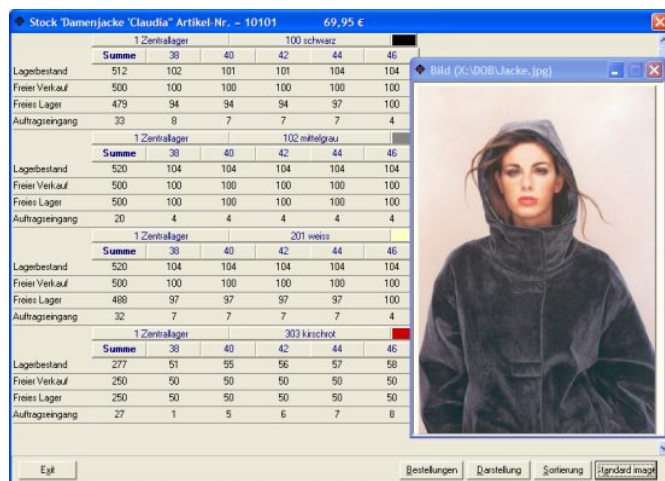 Stock 'Damenjacke 'Claudia'' Artikel-Nr. – 10101 69,95 €
1 Zentrallager 100 schwarz
Summe 38 40 42 44 46
Lagerbestand 512 102 101 101 104 104
Freier Verkauf 500 100 100 100 100 100
Freies Lager 479 94 94 94 97 100
Auftragseingang 33 8 7 7 7 4
1 Zentrallager 102 mittelgrau
Summe 38 40 42 44 46
Lagerbestand 520 104 104 104 104 104
Freier Verkauf 500 100 100 100 100 100
Freies Lager 500 100 100 100 100 100
Auftragseingang 20 4 4 4 4 4
1 Zentrallager 201 weiss
Summe 38 40 42 44 46
Lagerbestand 520 104 104 104 104 104
Freier Verkauf 500 100 100 100 100 100
Freies Lager 488 97 97 97 97 100
Auftragseingang 32 7 7 7 7 4
1 Zentrallager 303 kirschrot
Summe 38 40 42 44 46
Lagerbestand 277 51 55 56 57 58
Freier Verkauf 250 50 50 50 50 50
Freies Lager 250 50 50 50 50 50
Auftragseingang 27 1 5 6 7 8
Bild (X:\DOB\Jacke.jpg)
Exit Bestellungen Darstellung Sortierung Standard image